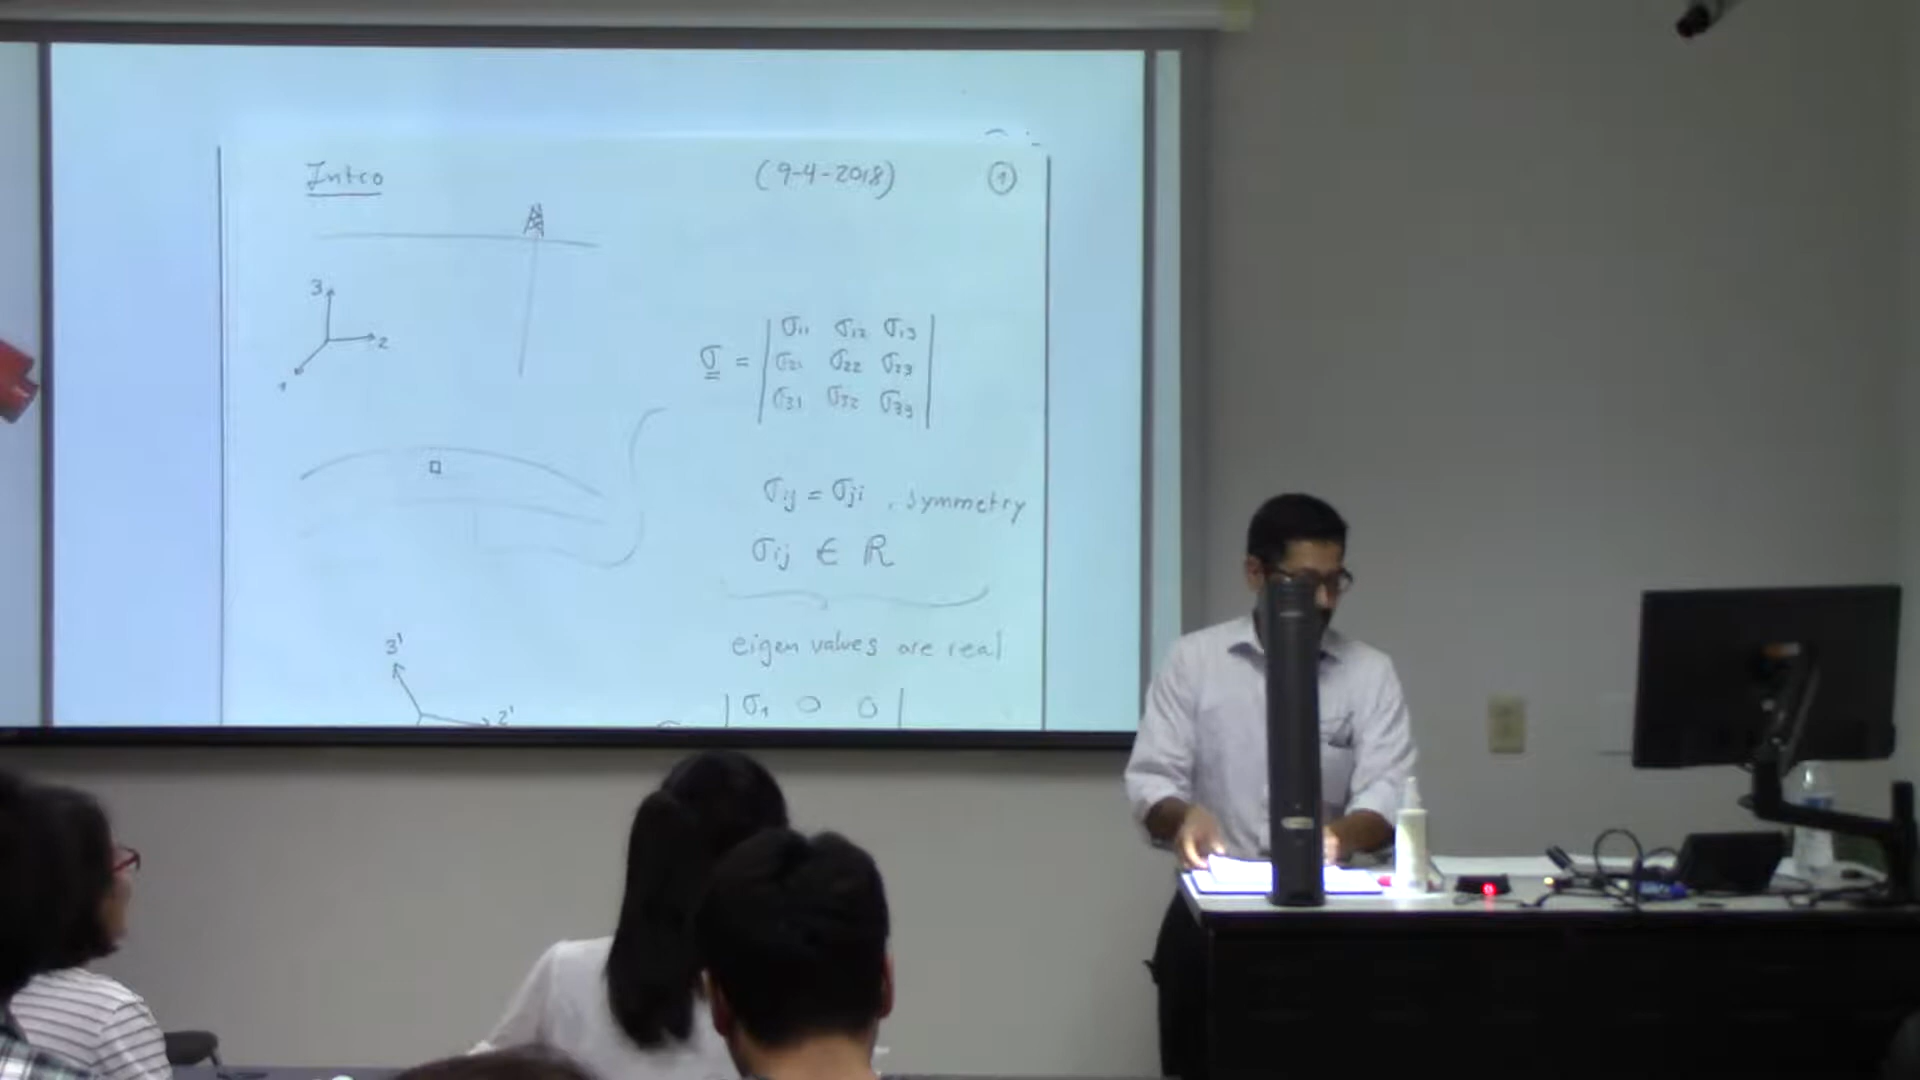 Intro (9-4-2018) 1
3
2
1
σ = | σ11 σ12 σ13 |
| σ21 σ22 σ23 |
| σ31 σ32 σ33 |
σij = σji , symmetry
σij ∈ ℝ
eigen values are real
3'
2'
| σ1 0 0 |